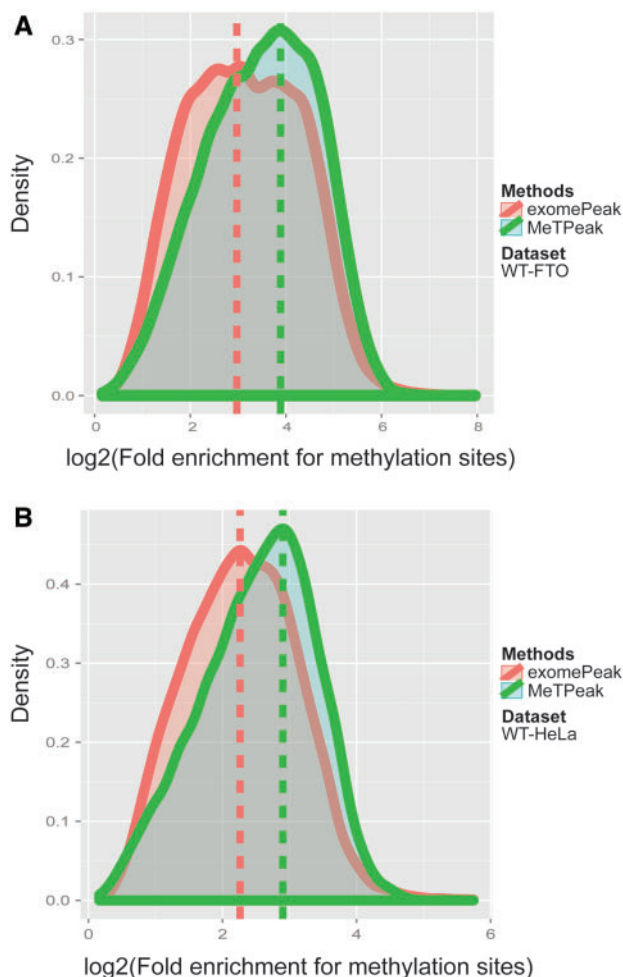 A
0.3
0.2
0.1
0.0
Density
0
2
4
6
8
log2(Fold enrichment for methylation sites)
Methods
exomePeak
MeTPeak
Dataset
WT-FTO
B
0.4
0.3
0.2
0.1
0.0
Density
0
2
4
6
log2(Fold enrichment for methylation sites)
Methods
exomePeak
MeTPeak
Dataset
WT-HeLa